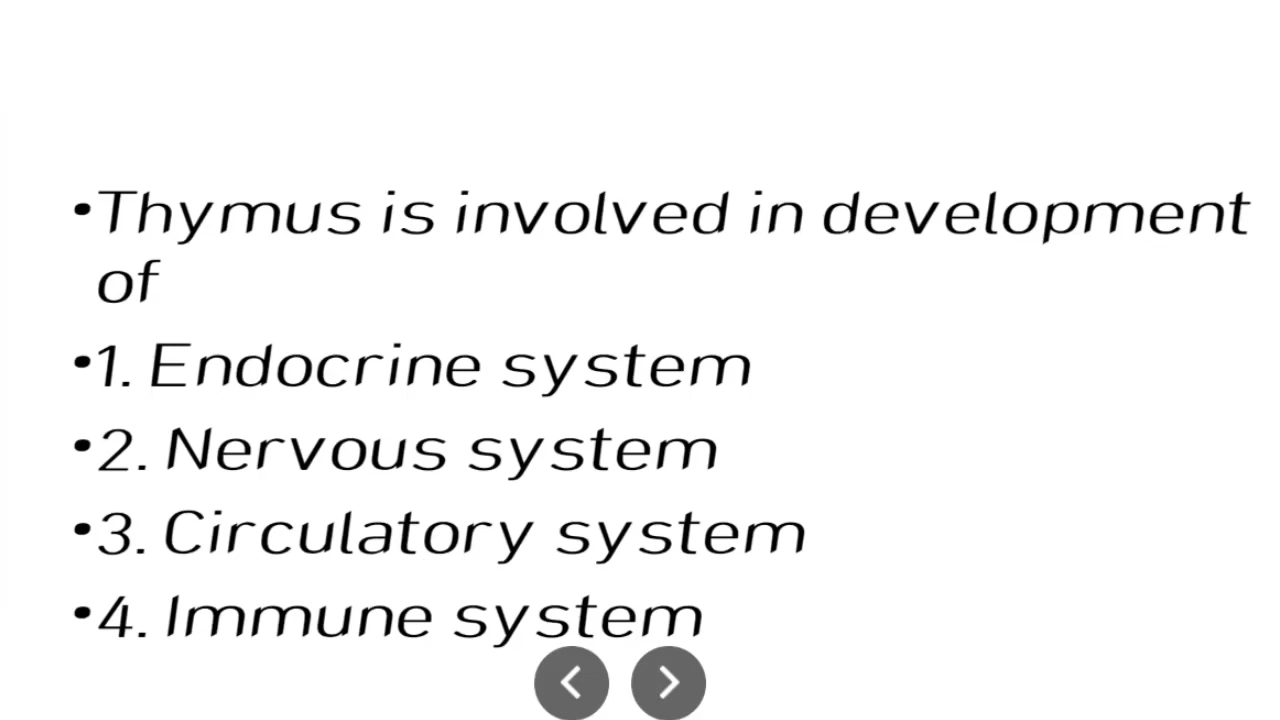 •Thymus is involved in development
of
•1. Endocrine system
•2. Nervous system
•3. Circulatory system
•4. Immune system